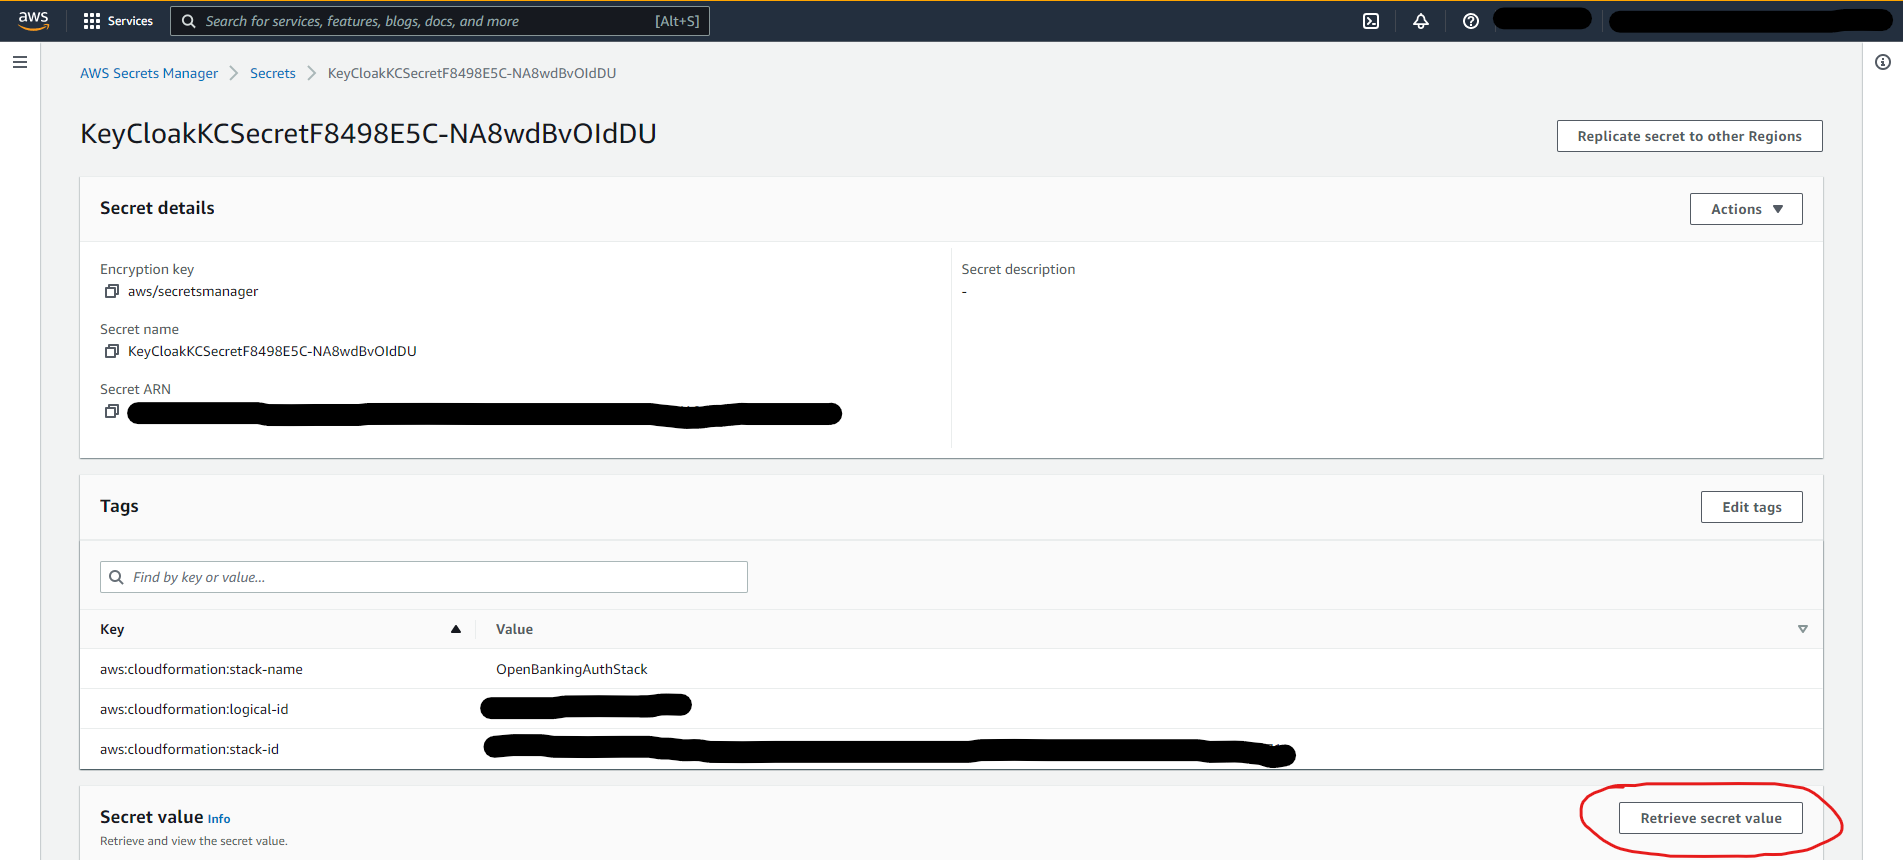 aws Services Search for services, features, blogs, docs, and more [Alt+S]
AWS Secrets Manager Secrets KeyCloakKCSecretF8498E5C-NA8wdBvOIdDU
KeyCloakKCSecretF8498E5C-NA8wdBvOIdDU
Replicate secret to other Regions
Secret details
Actions
Encryption key
aws/secretsmanager
Secret description
-
Secret name
KeyCloakKCSecretF8498E5C-NA8wdBvOIdDU
Secret ARN
Tags
Edit tags
Find by key or value...
Key Value
aws:cloudformation:stack-name OpenBankingAuthStack
aws:cloudformation:logical-id
aws:cloudformation:stack-id
Secret value Info
Retrieve secret value
Retrieve and view the secret value.